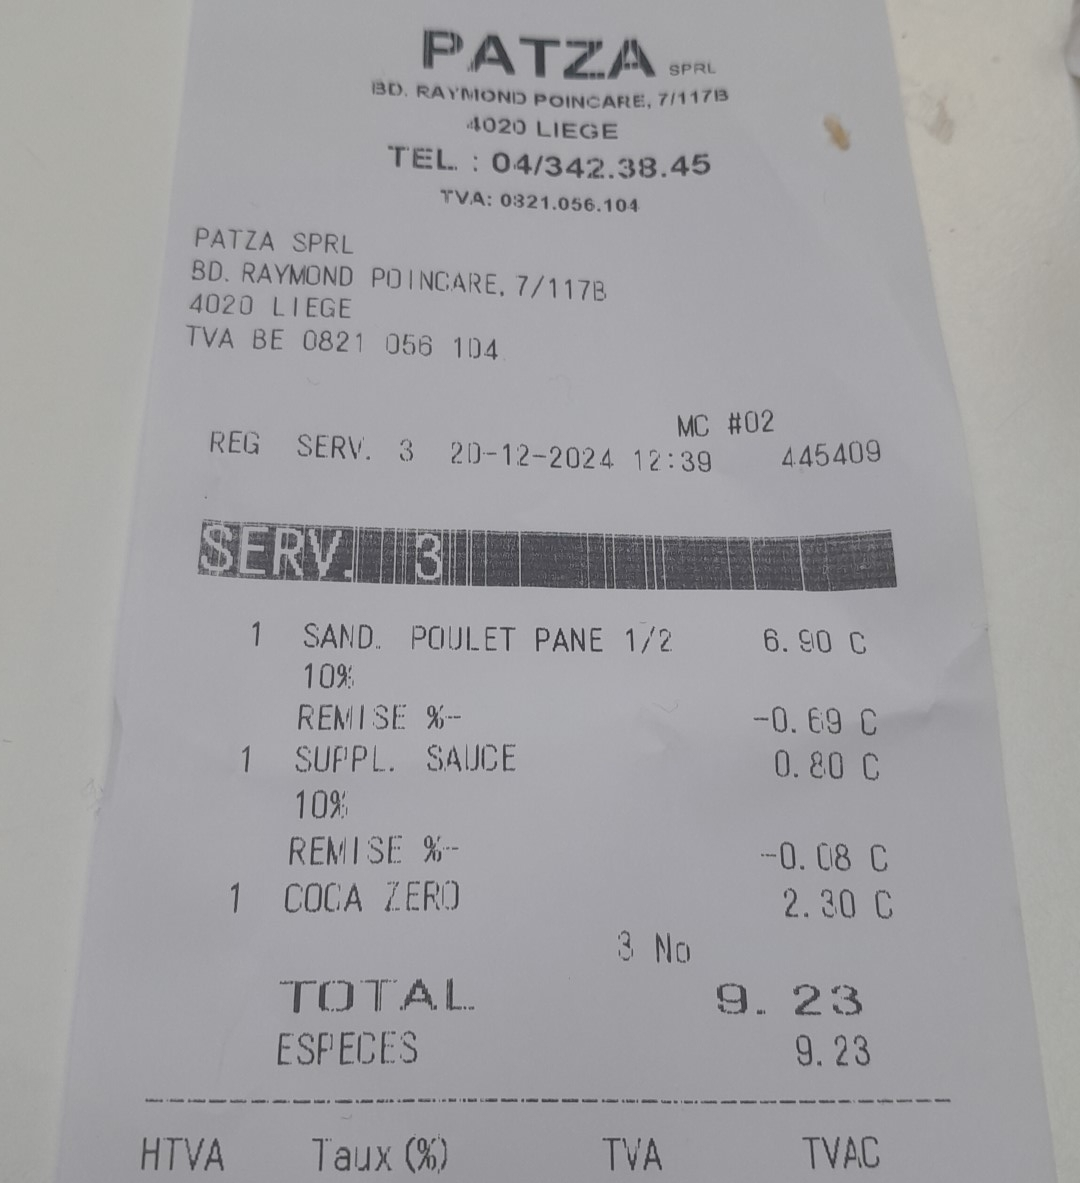 PATZA SPRL
BD. RAYMOND POINCARE, 7/117B
4020 LIEGE
TEL. : 04/342.38.45
TVA: 0821.056.104
PATZA SPRL
BD. RAYMOND POINCARE, 7/117B
4020 LIEGE
TVA BE 0821 056 104
MC #02
REG SERV. 3 20-12-2024 12:39 445409
SERV. 3
1 SAND. POULET PANE 1/2 6.90 C
10%
REMISE %- -0.69 C
1 SUPPL. SAUCE 0.80 C
10%
REMISE %- -0.08 C
1 COCA ZERO 2.30 C
3 No
TOTAL 9.23
ESPECES 9.23
HTVA Taux (%) TVA TVAC